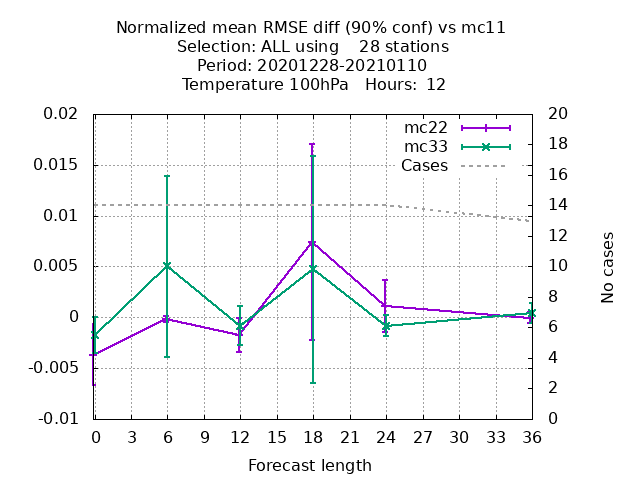 Normalized mean RMSE diff (90% conf) vs mc11
Selection: ALL using    28 stations
Period: 20201228-20210110
Temperature 100hPa   Hours:  12
0.02
0.015
0.01
0.005
0
-0.005
-0.01
20
18
16
14
12
10
8
6
4
2
0
mc22
mc33
Cases
No cases
0 3 6 9 12 15 18 21 24 27 30 33 36
Forecast length